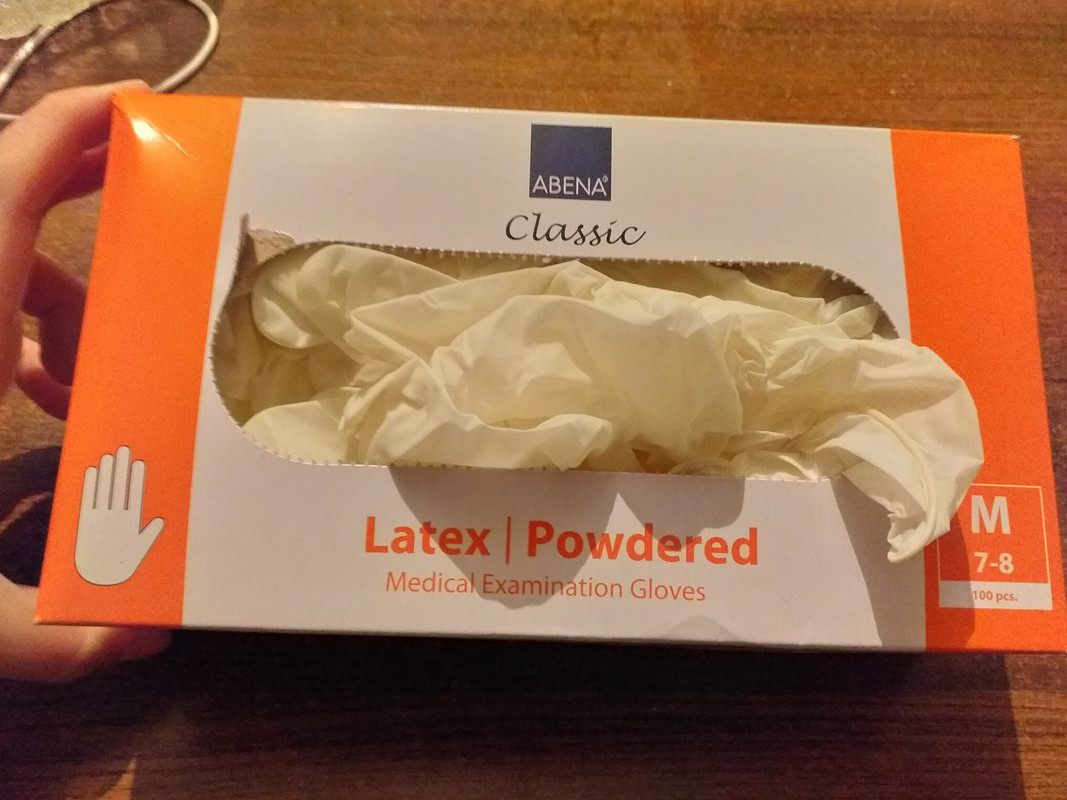 ABENA®
Classic
Latex | Powdered
Medical Examination Gloves
M
7-8
100 pcs.